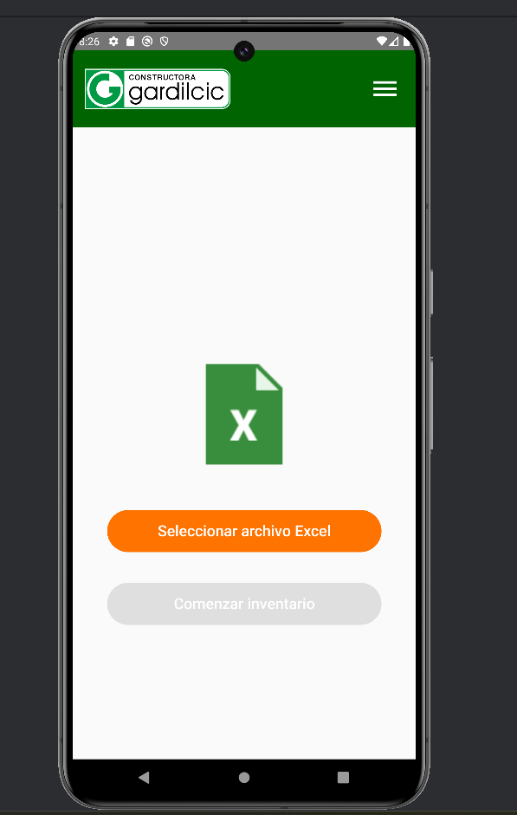 8:26
CONSTRUCTORA
gardilcic
X
Seleccionar archivo Excel
Comenzar inventario